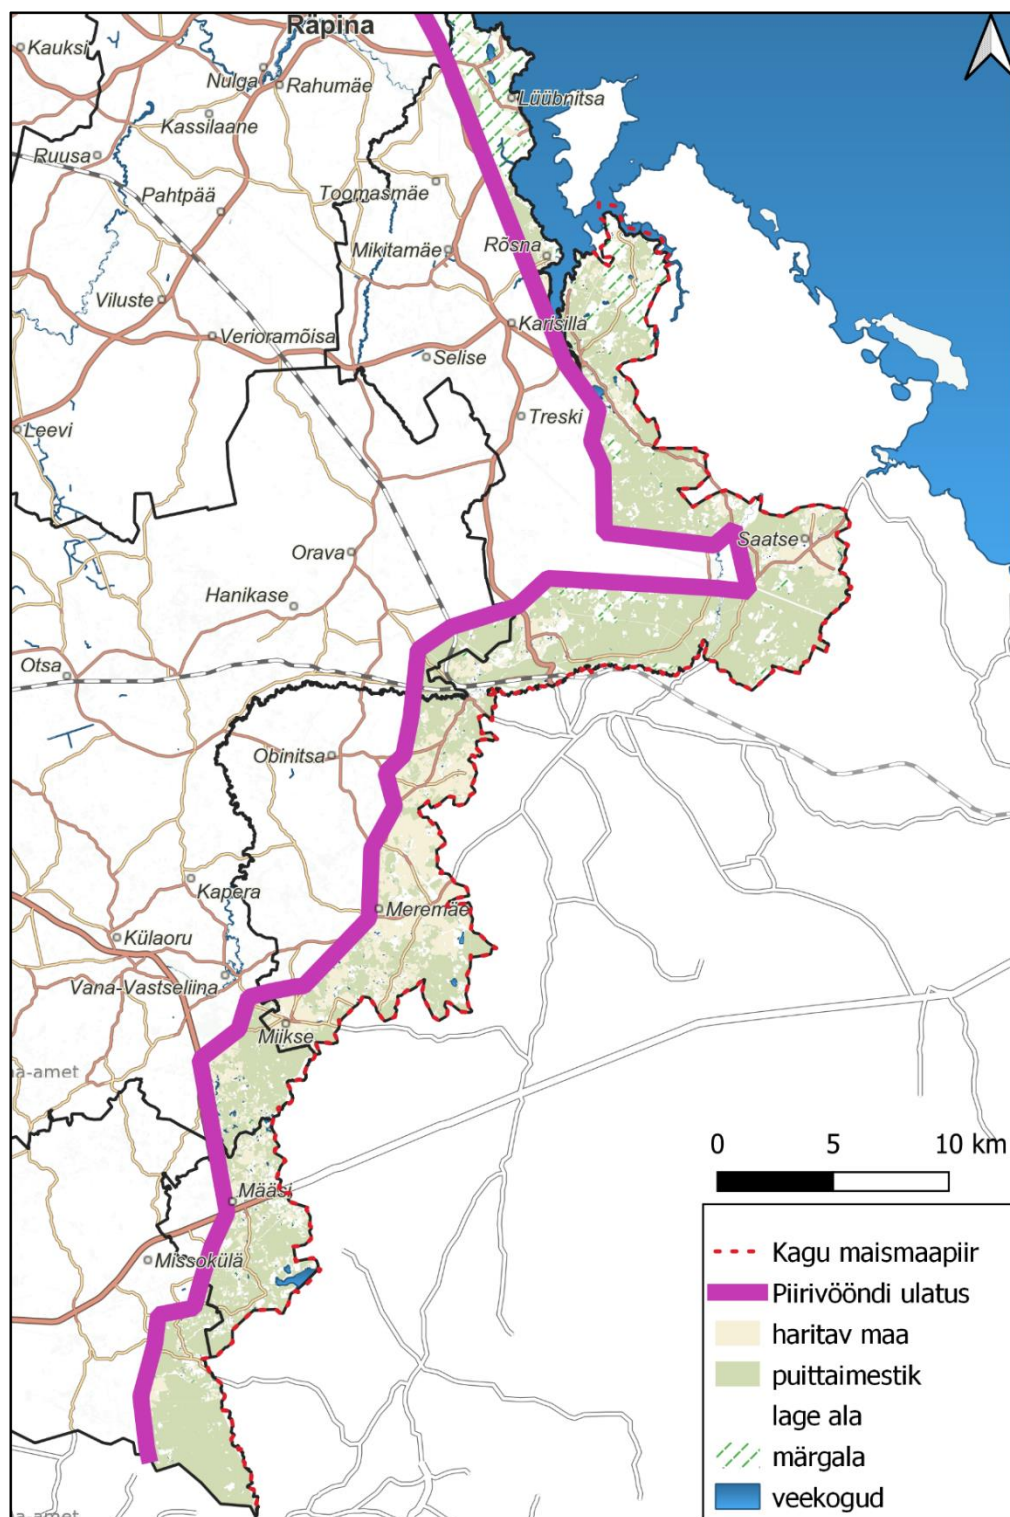 Räpina
Kauksi
Nulga
Rahumäe
Lüübnitsa
Kassilaane
Ruusa
Toomasmäe
Pahtpää
Mikitamäe
Rõsna
Viluste
Karisilla
Verioramõisa
Selise
Treski
Leevi
Saatse
Orava
Hanikase
Otsa
Obinitsa
Kapera
Meremäe
Külaoru
Vana-Vastseliina
Miikse
a-amet
0 5 10 km
Määsi
Missokülä
Kagu maismaapiir
Piirivööndi ulatus
haritav maa
puittaimestik
lage ala
märgala
veekogud
a-amet